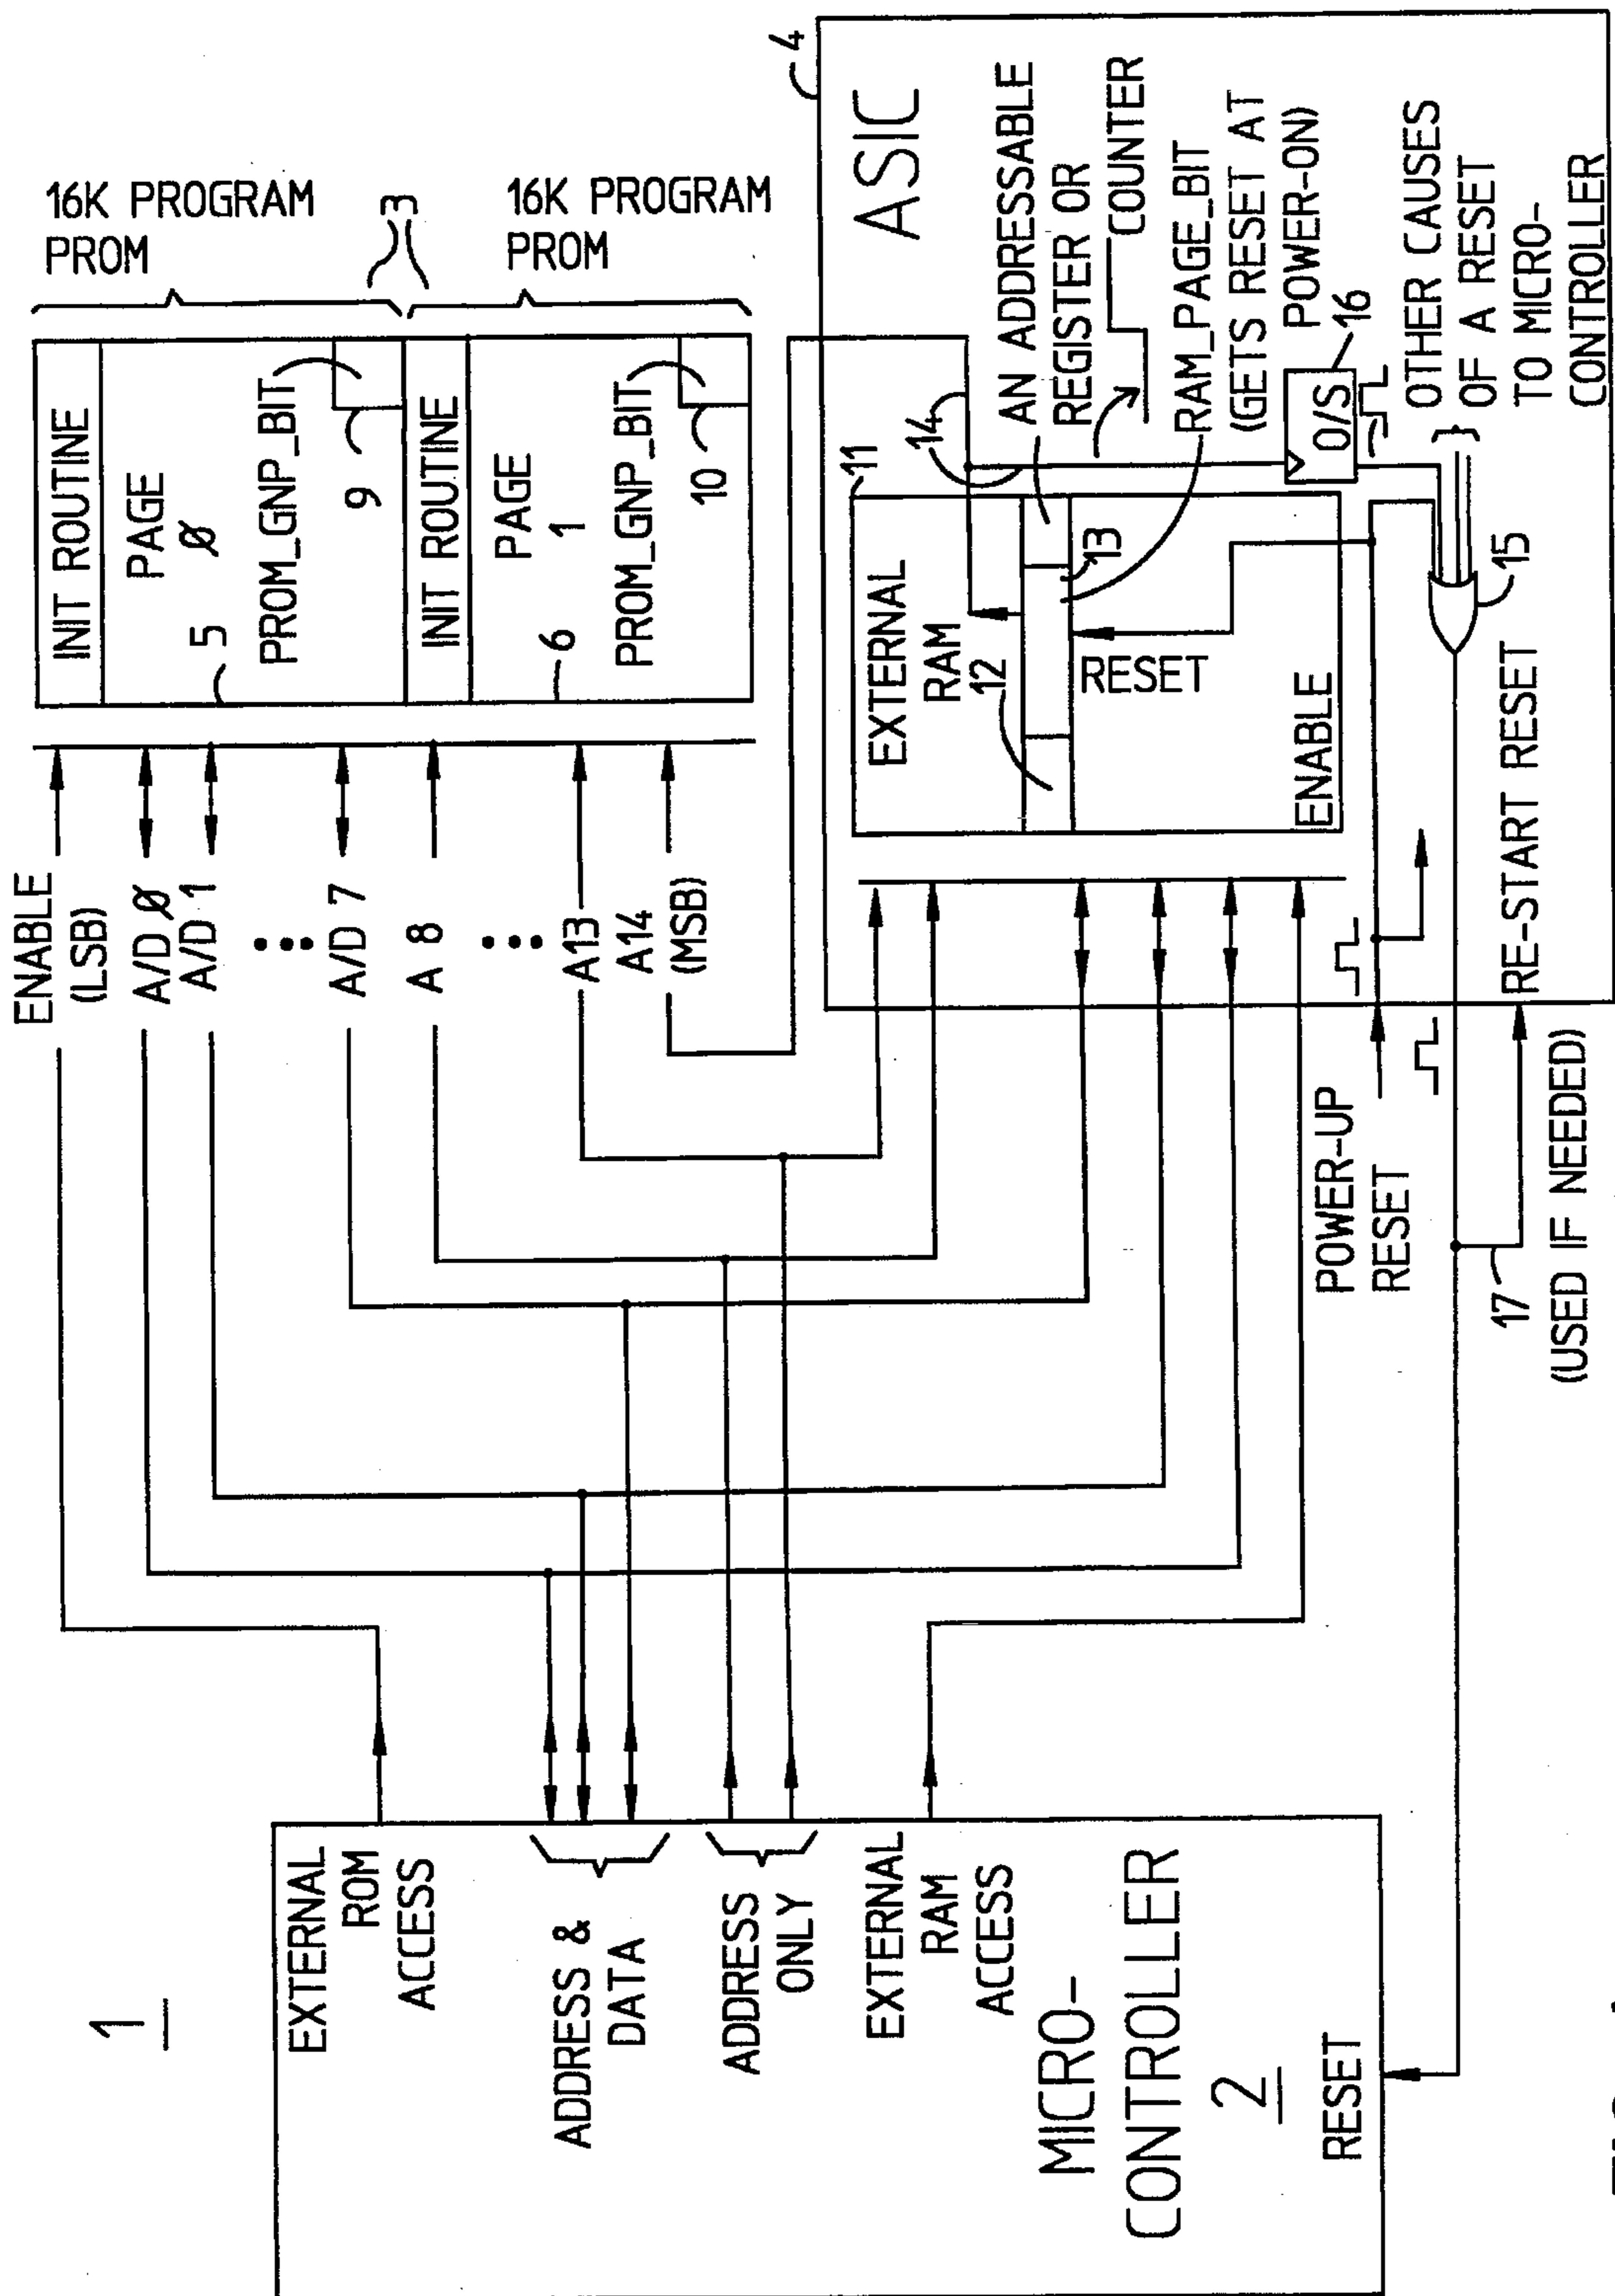 1
EXTERNAL
ROM
ACCESS
ADDRESS &
DATA
ADDRESS
ONLY
EXTERNAL
RAM
ACCESS
MICRO-
CONTROLLER
2
RESET
ENABLE
(LSB)
A/D Ø
A/D 1
A/D 7
A 8
A13
A14
(MSB)
INIT ROUTINE
PAGE
Ø
5
PROM_GNP_BIT
9
INIT ROUTINE
PAGE
1
6
PROM_GNP_BIT
10
16K PROGRAM
PROM
3
16K PROGRAM
PROM
4
ASIC
11
EXTERNAL
RAM
12
13
RESET
ENABLE
14
AN ADDRESSABLE
REGISTER OR
COUNTER
RAM_PAGE_BIT
(GETS RESET AT
POWER-ON)
16
O/S
OTHER CAUSES
OF A RESET
TO MICRO-
CONTROLLER
15
RE-START RESET
POWER-UP
RESET
17
(USED IF NEEDED)